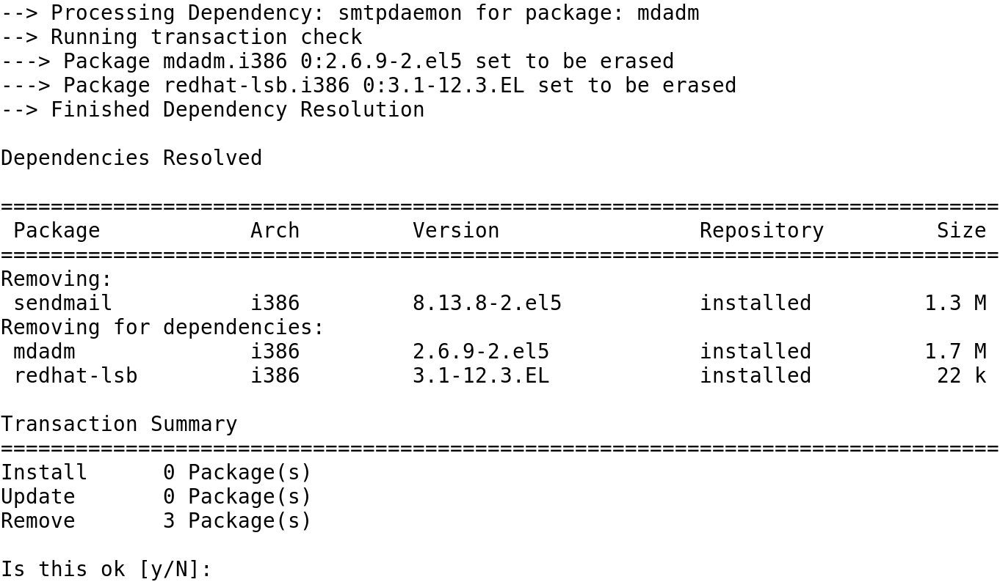 --> Processing Dependency: smtpdaemon for package: mdadm
--> Running transaction check
---> Package mdadm.i386 0:2.6.9-2.el5 set to be erased
---> Package redhat-lsb.i386 0:3.1-12.3.EL set to be erased
--> Finished Dependency Resolution

Dependencies Resolved

================================================================================
 Package            Arch         Version                Repository         Size
================================================================================
Removing:
 sendmail           i386         8.13.8-2.el5           installed         1.3 M
Removing for dependencies:
 mdadm              i386         2.6.9-2.el5            installed         1.7 M
 redhat-lsb         i386         3.1-12.3.EL            installed          22 k

Transaction Summary
================================================================================
Install      0 Package(s)
Update       0 Package(s)
Remove       3 Package(s)

Is this ok [y/N]: